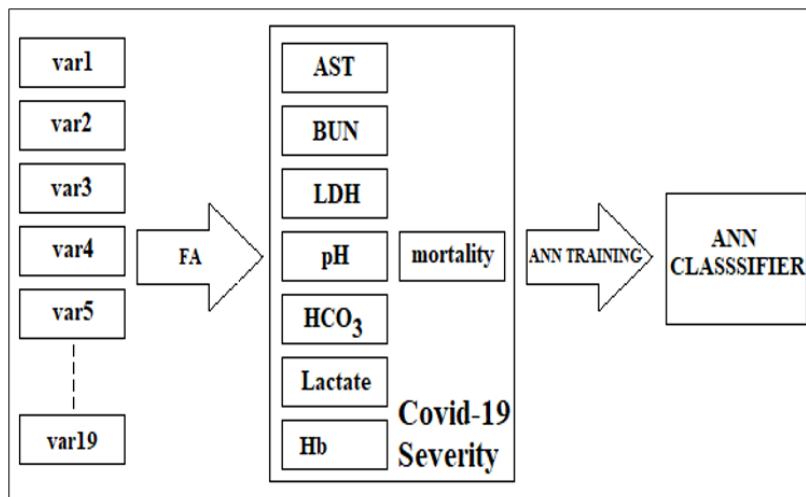 var1
var2
var3
var4
var5
var19
FA
AST
BUN
LDH
pH
HCO₃
Lactate
Hb
mortality
Covid-19
Severity
ANN TRAINING
ANN
CLASSSIFIER